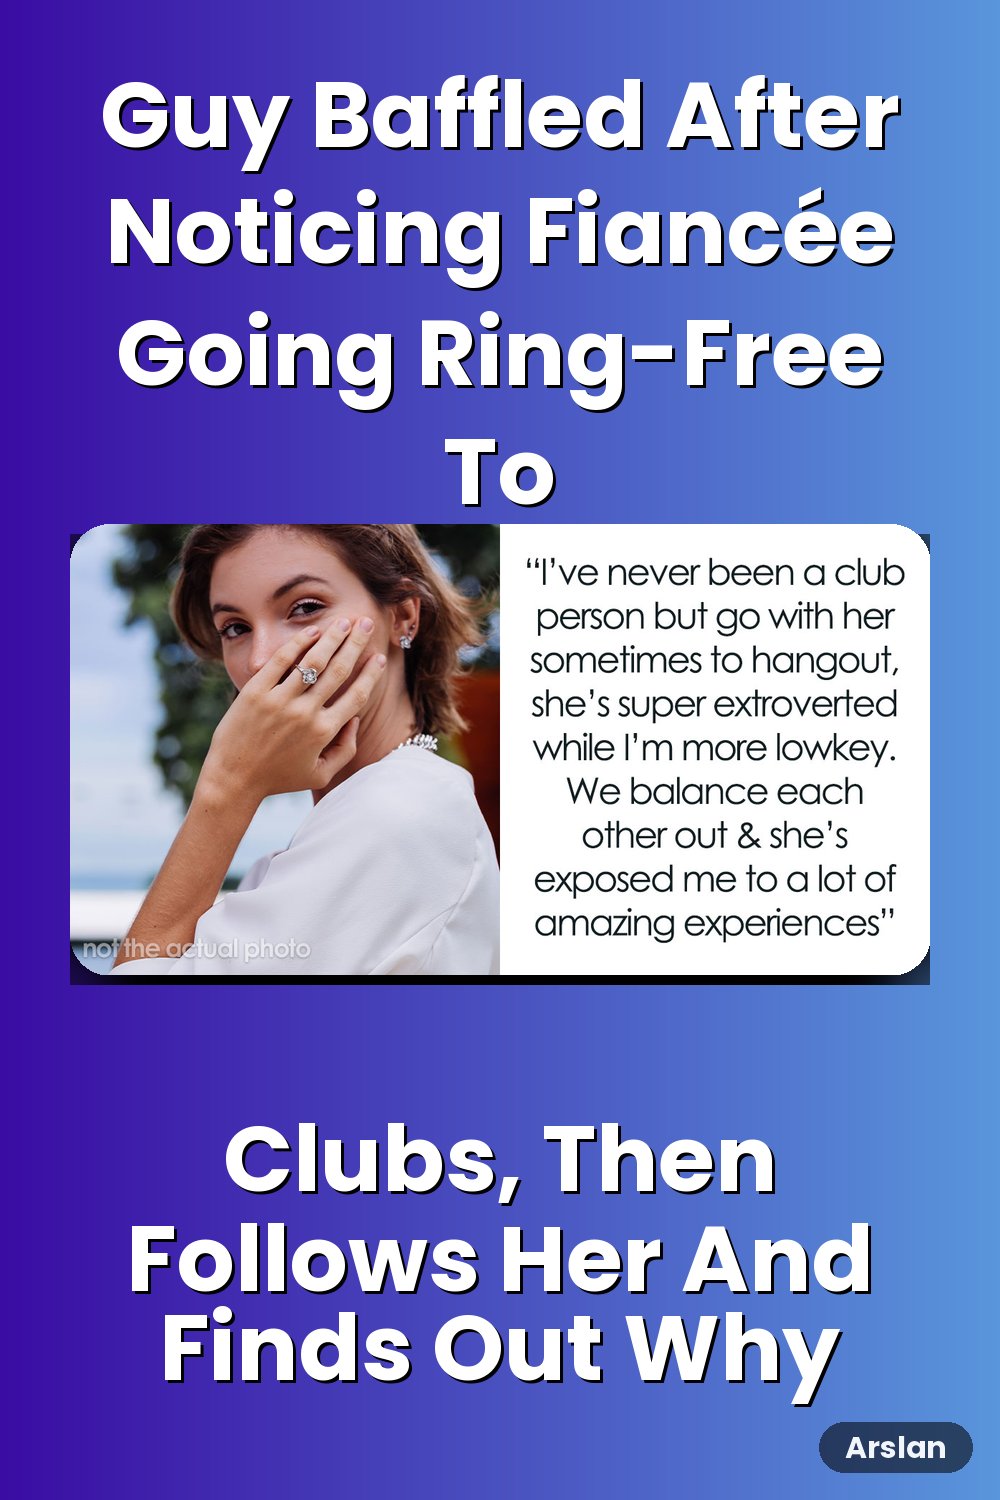 Guy Baffled After
Noticing Fiancée
Going Ring-Free
To
“I’ve never been a club
person but go with her
sometimes to hangout,
she’s super extroverted
while I’m more lowkey.
We balance each
other out & she’s
exposed me to a lot of
amazing experiences”
not the actual photo
Clubs, Then
Follows Her And
Finds Out Why
Arslan